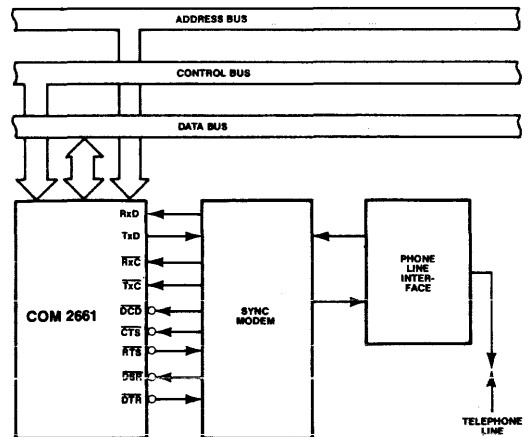 ADDRESS BUS
CONTROL BUS
DATA BUS
RxD
TxD
RxC
TxC
DCD
CTS
RTS
DSR
DTR
COM 2661
SYNC
MODEM
PHONE
LINE
INTER-
FACE
TELEPHONE
LINE